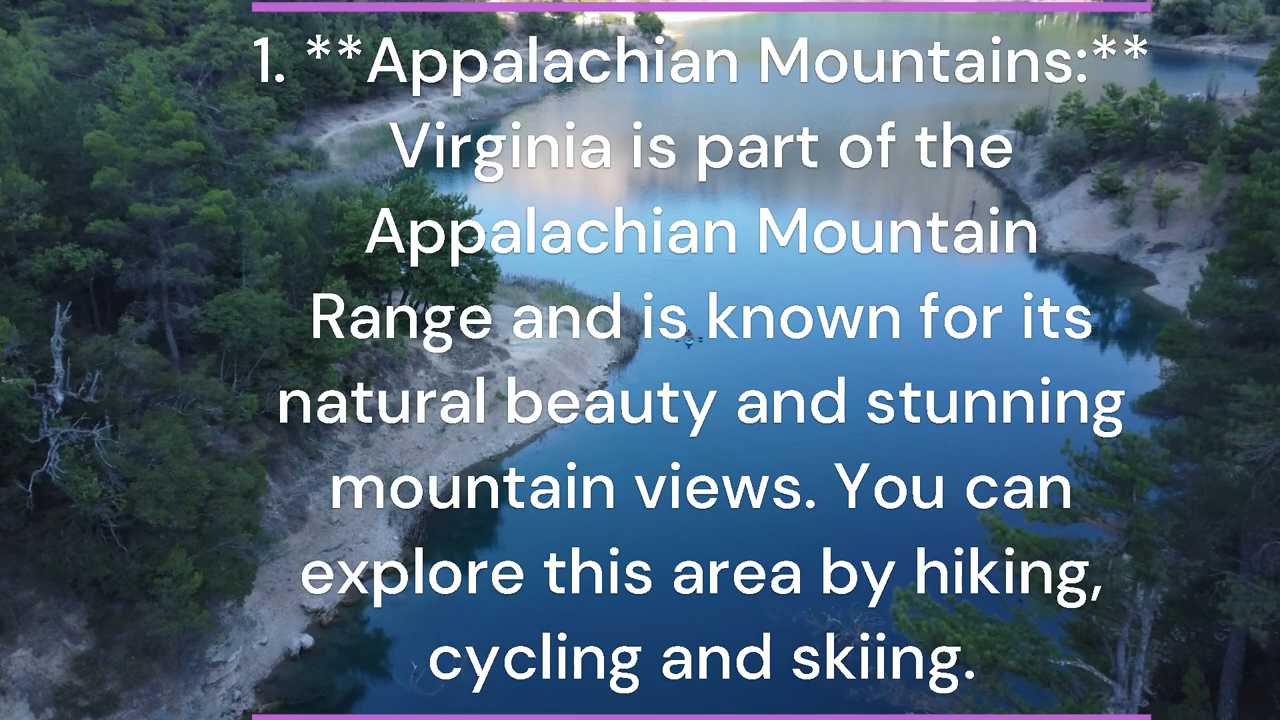 1. **Appalachian Mountains:**
Virginia is part of the
Appalachian Mountain
Range and is known for its
natural beauty and stunning
mountain views. You can
explore this area by hiking,
cycling and skiing.